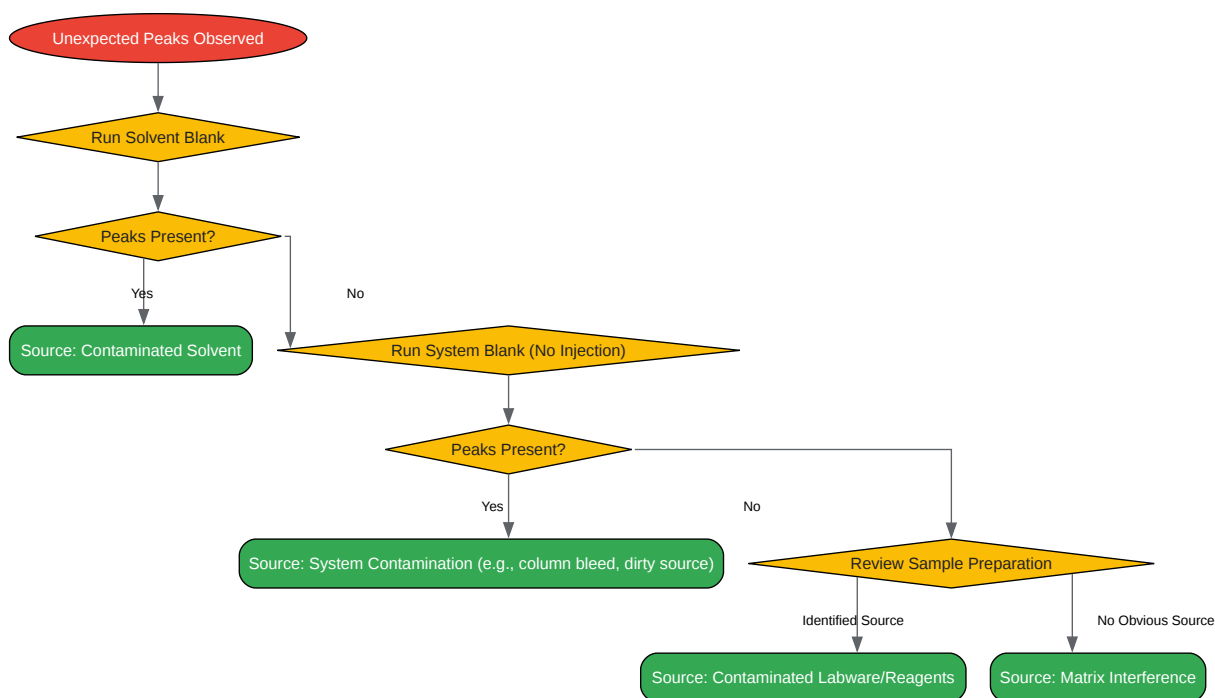 Unexpected Peaks Observed
Run Solvent Blank
Peaks Present?
Yes
No
Source: Contaminated Solvent
Run System Blank (No Injection)
Peaks Present?
Yes
No
Source: System Contamination (e.g., column bleed, dirty source)
Review Sample Preparation
Identified Source
No Obvious Source
Source: Contaminated Labware/Reagents
Source: Matrix Interference